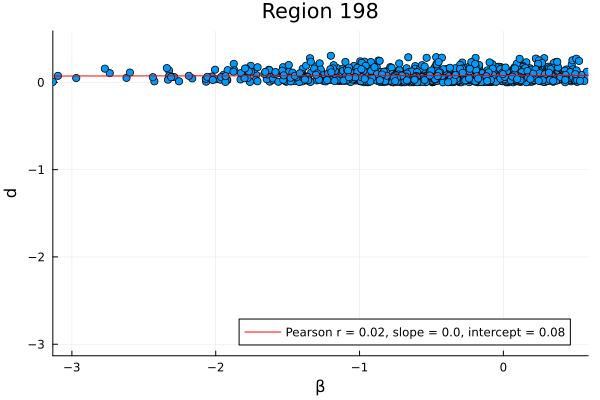 Region 198
d
0
−1
−2
−3
Pearson r = 0.02, slope = 0.0, intercept = 0.08
−3
−2
−1
0
β